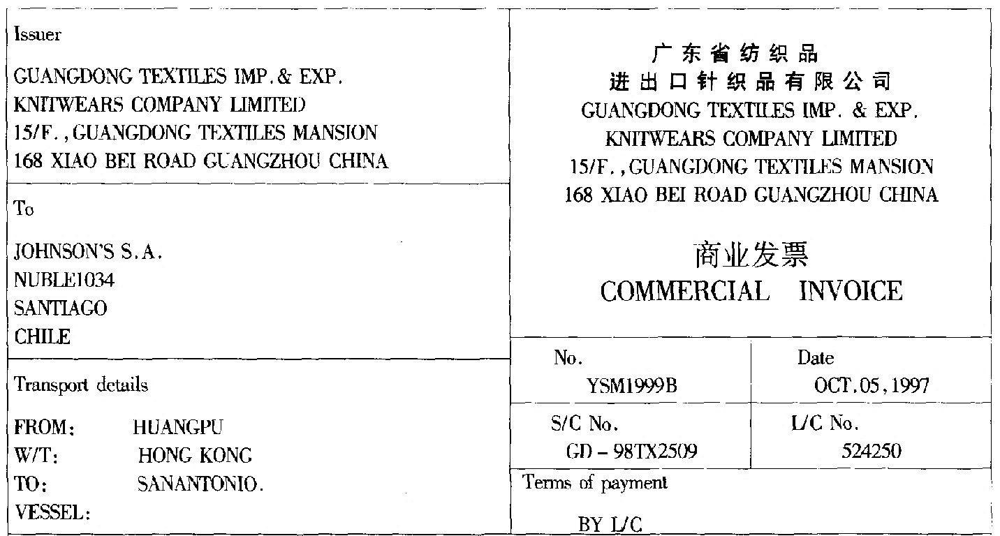 Issuer
GUANGDONG TEXTILES IMP.& EXP.
KNITWEARS COMPANY LIMITED
15/F.,GUANGDONG TEXTILES MANSION
168 XIAO BEI ROAD GUANGZHOU CHINA
To
JOHNSON'S S.A.
NUBLE1034
SANTIAGO
CHILE
Transport details
FROM: HUANGPU
W/T: HONG KONG
TO: SANANTONIO.
VESSEL:
广东省纺织品
进出口针织品有限公司
GUANGDONG TEXTILES IMP. & EXP.
KNITWEARS COMPANY LIMITED
15/F.,GUANGDONG TEXTILES MANSION
168 XIAO BEI ROAD GUANGZHOU CHINA
商业发票
COMMERCIAL INVOICE
No.
YSM1999B
Date
OCT.05,1997
S/C No.
GD-98TX2509
L/C No.
524250
Terms of payment
BY L/C